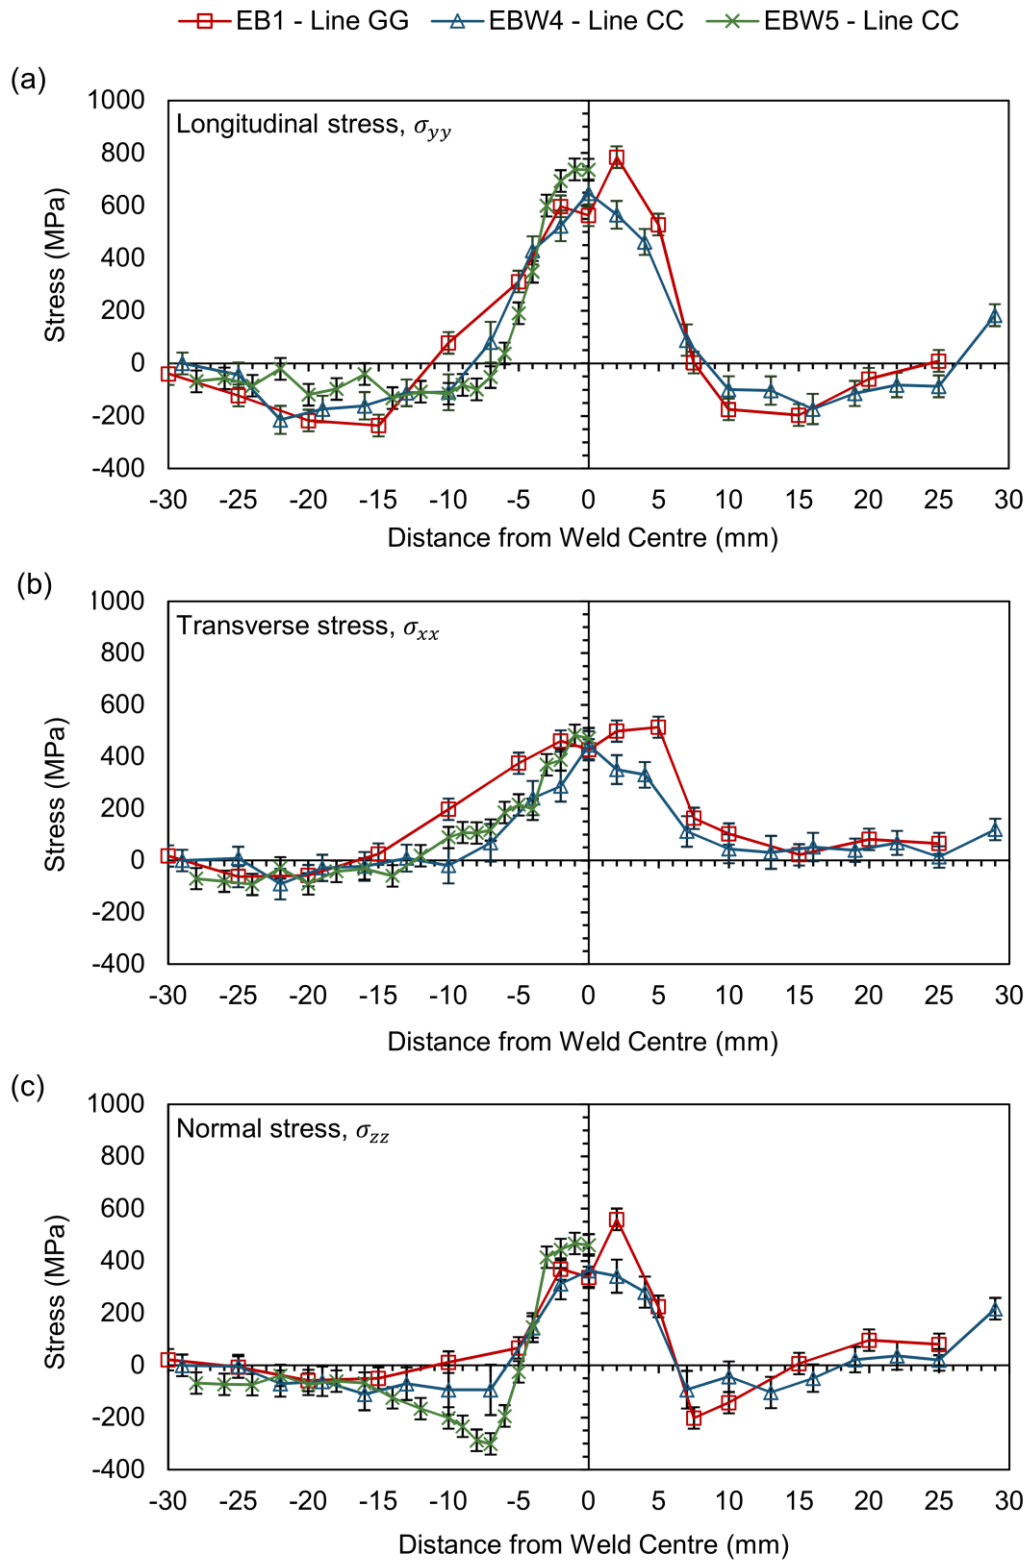 EB1 - Line GG EBW4 - Line CC EBW5 - Line CC
(a)
Longitudinal stress, σyy
Stress (MPa)
1000
800
600
400
200
0
-200
-400
-30 -25 -20 -15 -10 -5 0 5 10 15 20 25 30
Distance from Weld Centre (mm)
(b)
Transverse stress, σxx
Stress (MPa)
1000
800
600
400
200
0
-200
-400
-30 -25 -20 -15 -10 -5 0 5 10 15 20 25 30
Distance from Weld Centre (mm)
(c)
Normal stress, σzz
Stress (MPa)
1000
800
600
400
200
0
-200
-400
-30 -25 -20 -15 -10 -5 0 5 10 15 20 25 30
Distance from Weld Centre (mm)